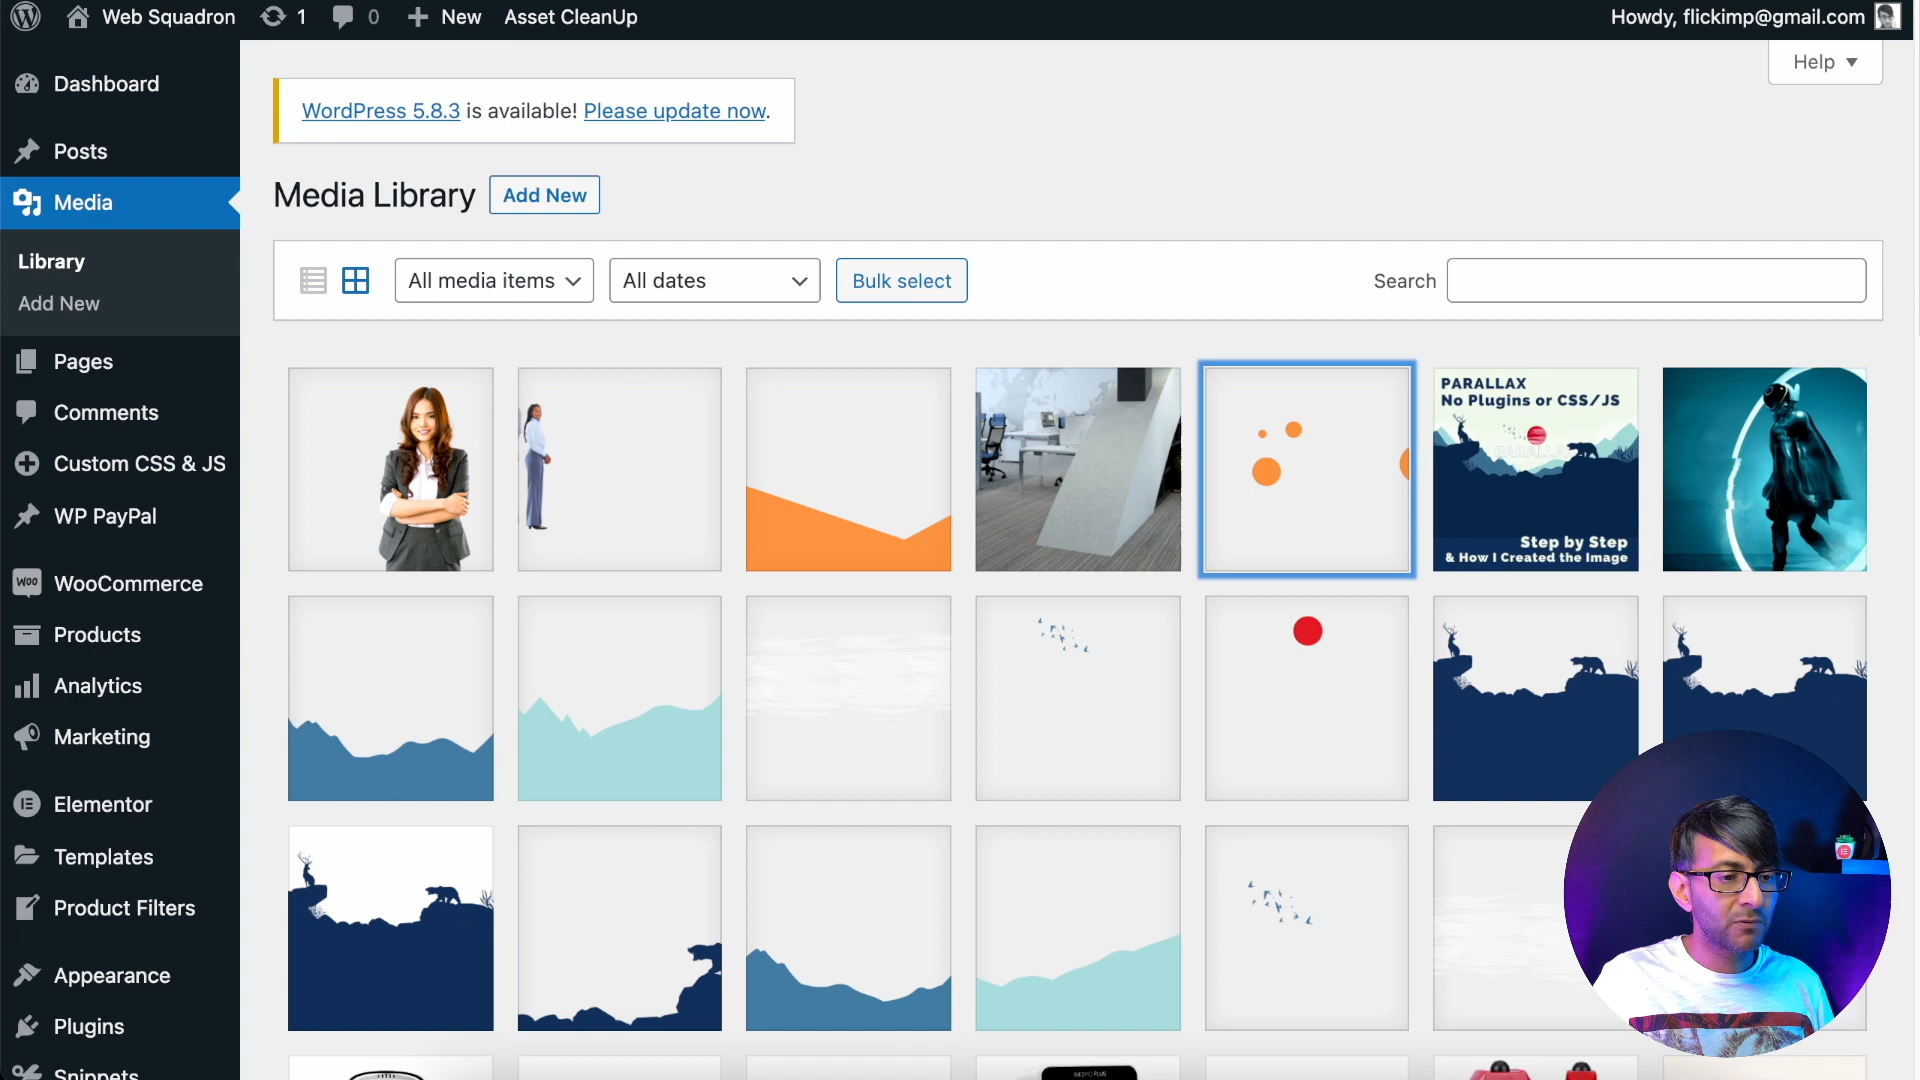 Web Squadron
1
0
New
Asset CleanUp
Howdy, flickimp@gmail.com
Help
Dashboard
Posts
Media
Library
Add New
Pages
Comments
Custom CSS & JS
WP PayPal
WOO
WooCommerce
Products
Analytics
Marketing
Elementor
Templates
Product Filters
Appearance
Plugins
Snippets
WordPress 5.8.3 is available! Please update now.
Media Library
Add New
All media items
All dates
Bulk select
Search
PARALLAX
No Plugins or CSS/JS
PARALLAX
Step by Step
& How I Created the Image